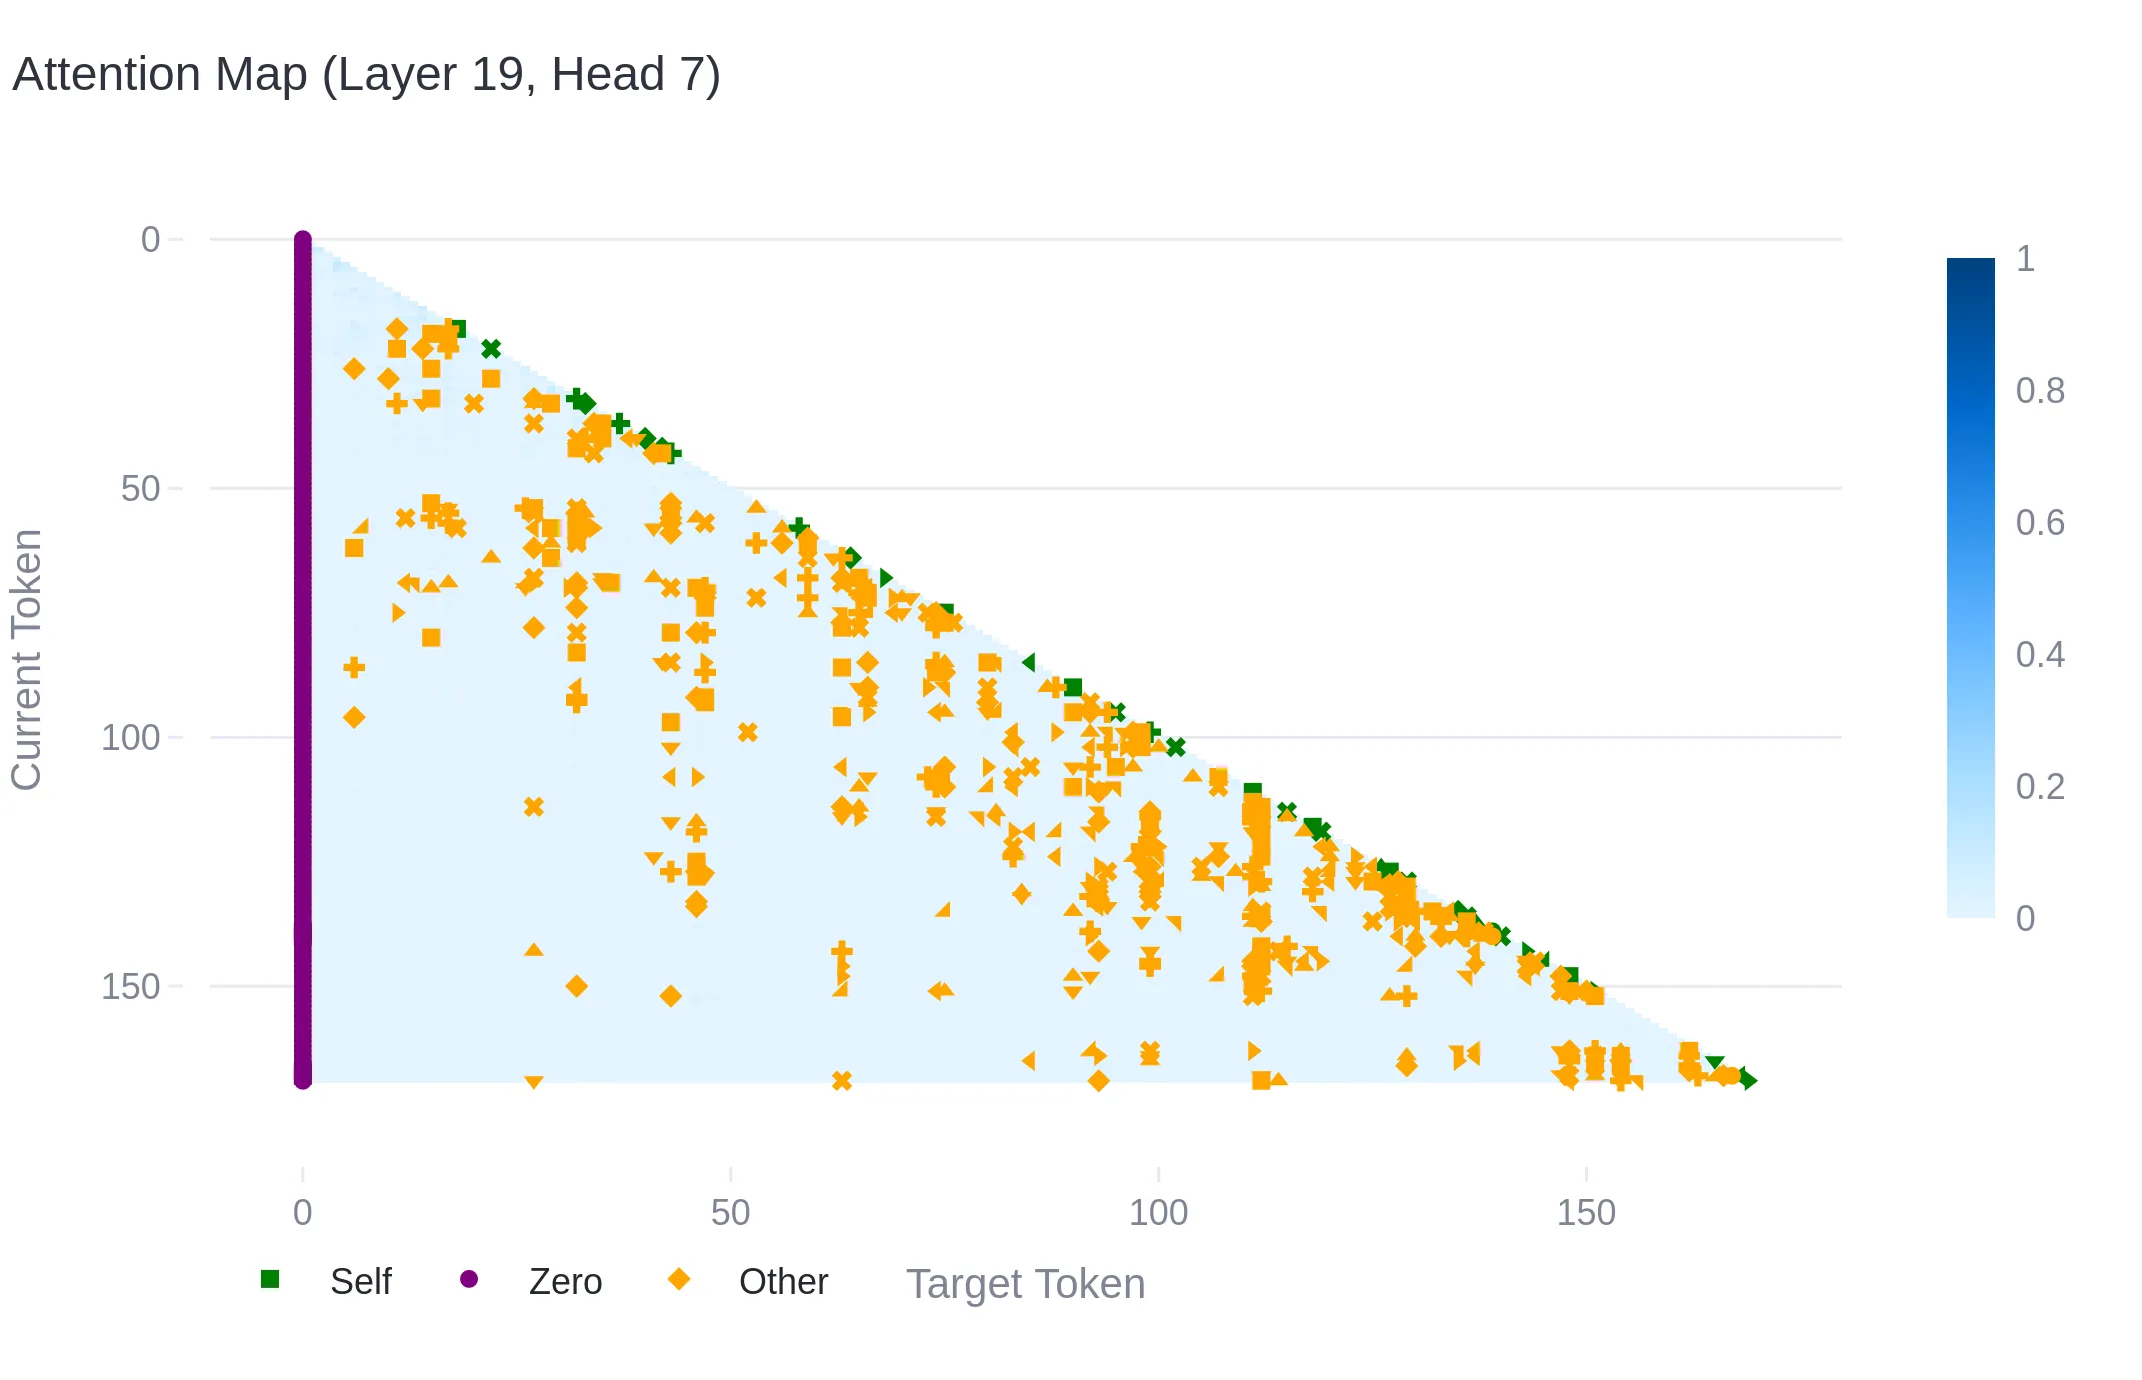 Attention Map (Layer 19, Head 7)
0
50
100
150
Current Token
1
0.8
0.6
0.4
0.2
0
0 50 100 150
Self Zero Other Target Token